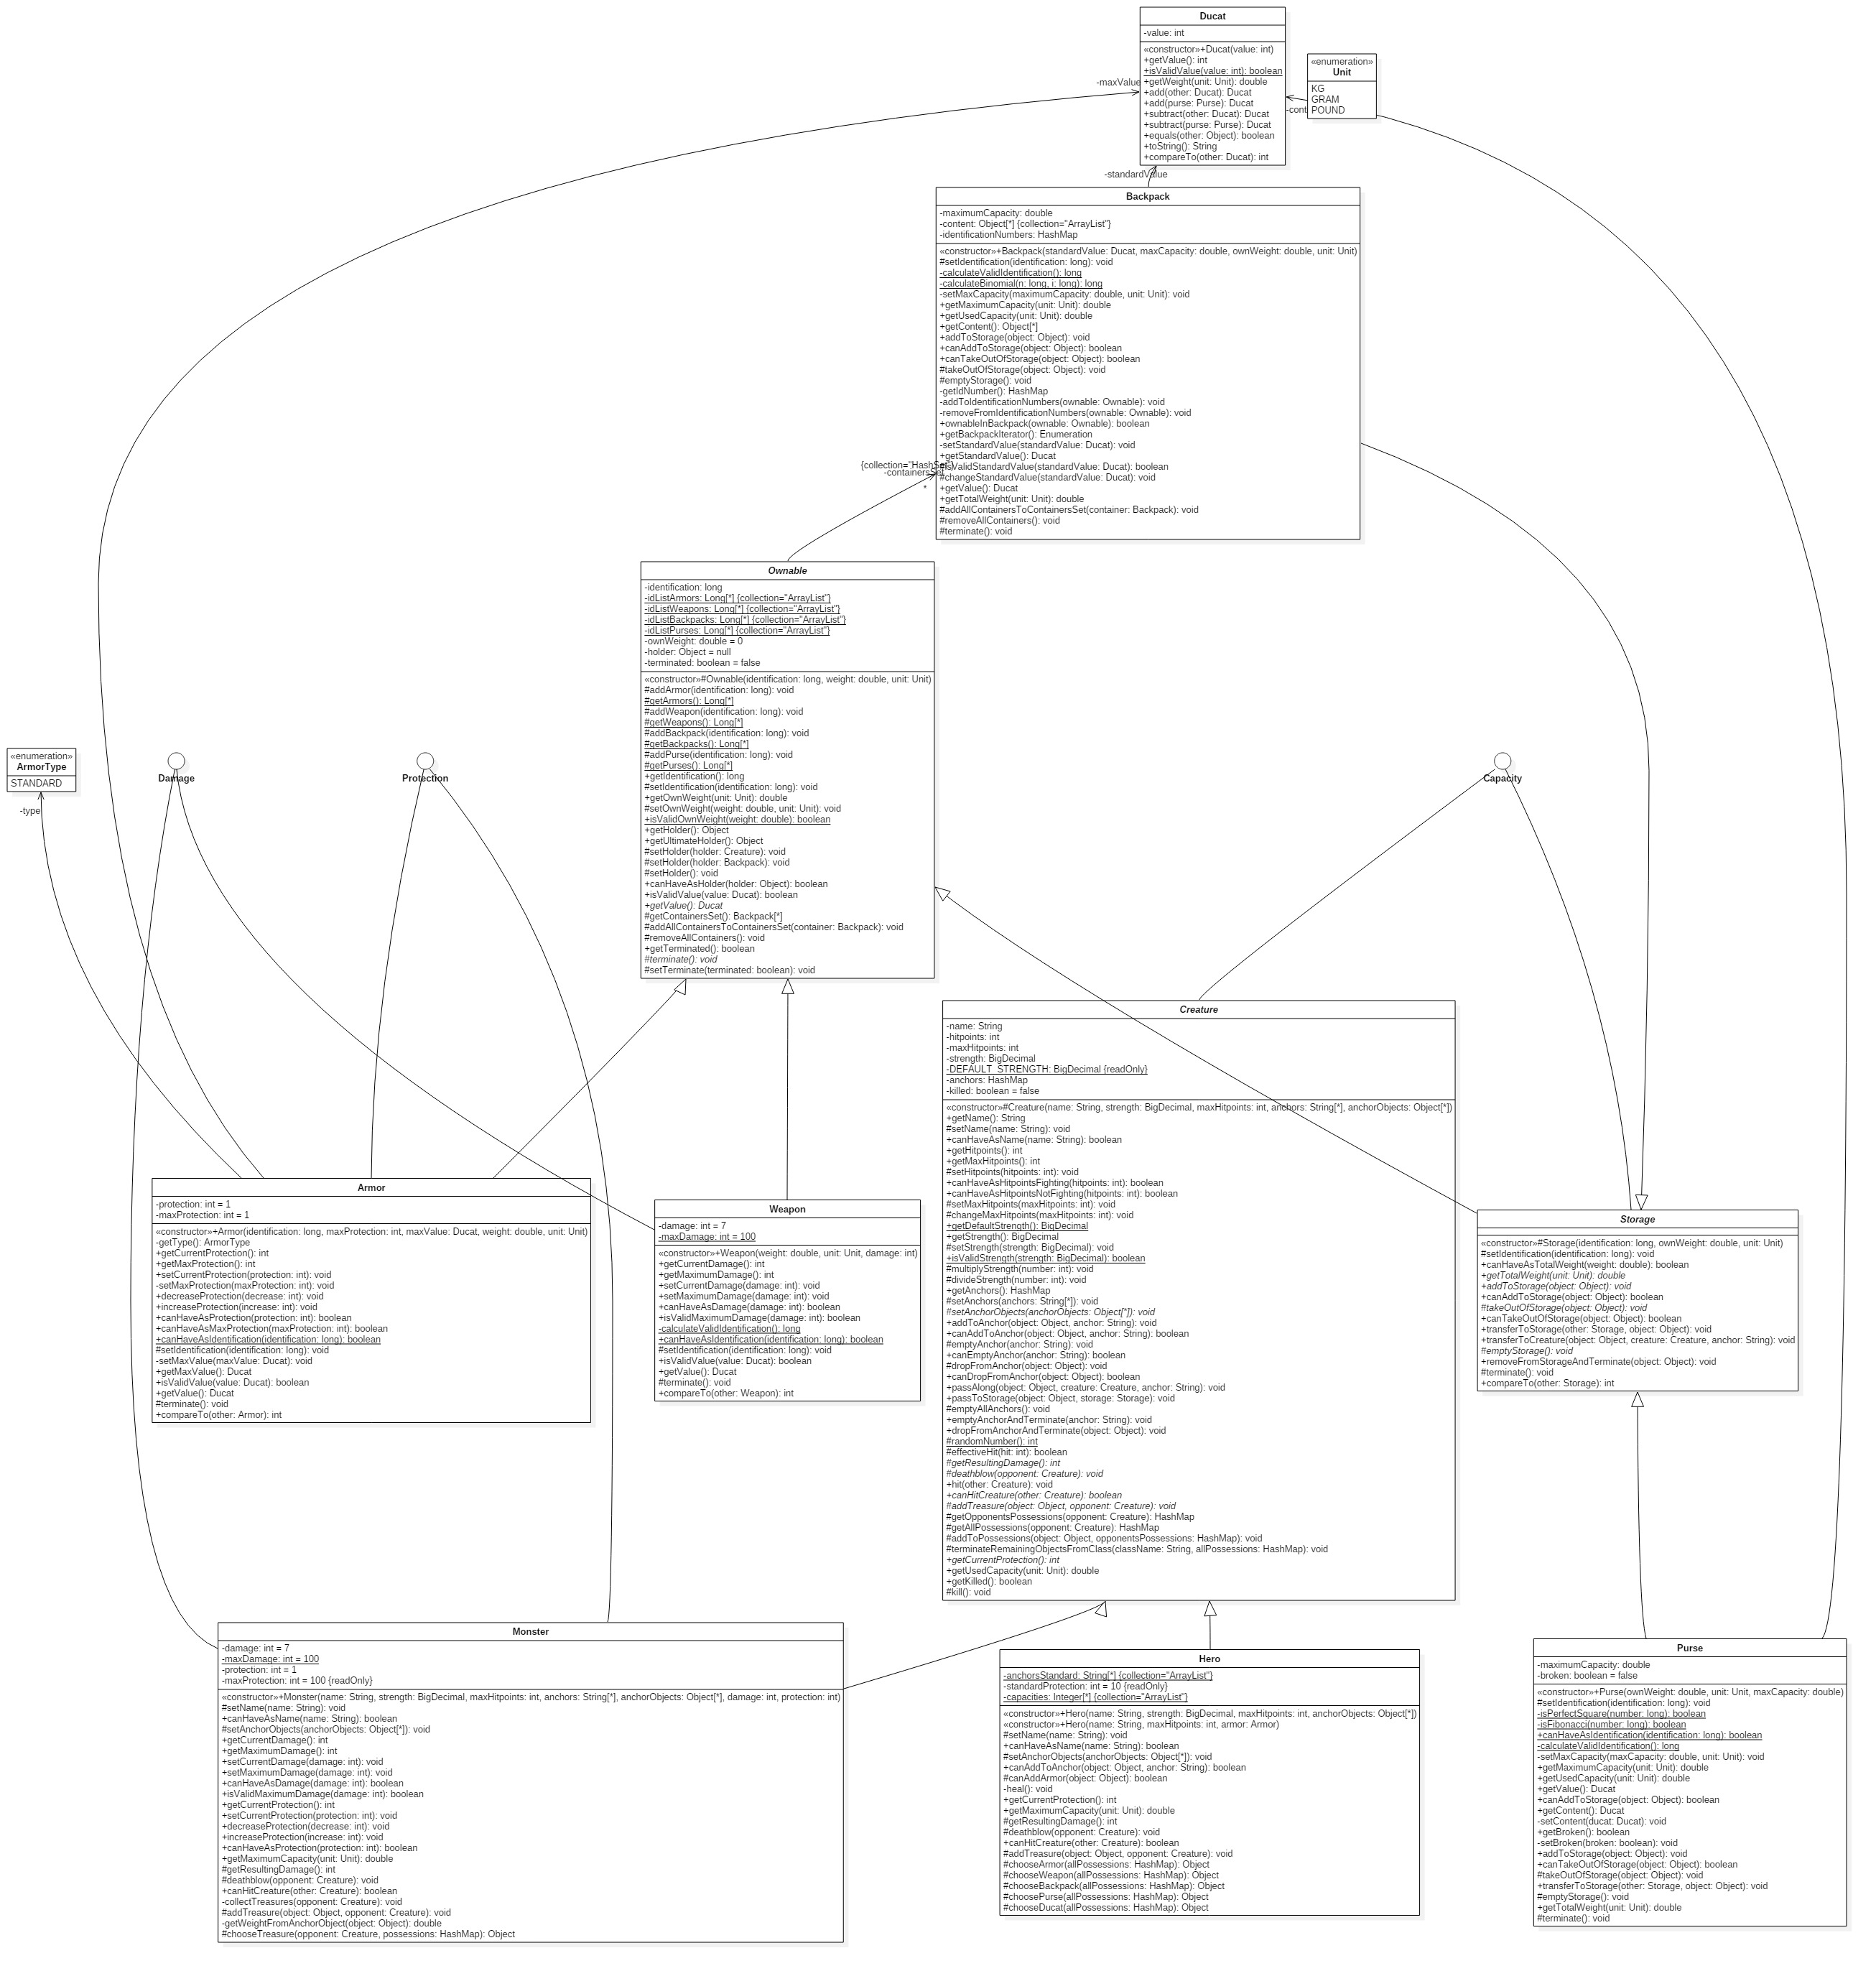 Ducat
-value: int
«constructor»+Ducat(value: int)
+getValue(): int
+isValidValue(value: int): boolean
+getWeight(unit: Unit): double
+add(other: Ducat): Ducat
+add(purse: Purse): Ducat
+subtract(other: Ducat): Ducat
+subtract(purse: Purse): Ducat
+equals(other: Object): boolean
+toString(): String
+compareTo(other: Ducat): int
«enumeration»
Unit
KG
GRAM
POUND
-maxValue
-cont
-standardValue
Backpack
-maximumCapacity: double
-content: Object[*] {collection="ArrayList"}
-identificationNumbers: HashMap
«constructor»+Backpack(standardValue: Ducat, maxCapacity: double, ownWeight: double, unit: Unit)
#setIdentification(identification: long): void
-calculateValidIdentification(): long
-calculateBinomial(n: long, i: long): long
-setMaxCapacity(maximumCapacity: double, unit: Unit): void
+getMaximumCapacity(unit: Unit): double
+getUsedCapacity(unit: Unit): double
+getContent(): Object[*]
+addToStorage(object: Object): void
+canAddToStorage(object: Object): boolean
+canTakeOutOfStorage(object: Object): boolean
#takeOutOfStorage(object: Object): void
#emptyStorage(): void
-getIdNumber(): HashMap
-addToIdentificationNumbers(ownable: Ownable): void
-removeFromIdentificationNumbers(ownable: Ownable): void
+ownableInBackpack(ownable: Ownable): boolean
+getBackpackIterator(): Enumeration
-setStandardValue(standardValue: Ducat): void
+getStandardValue(): Ducat
+isValidStandardValue(standardValue: Ducat): boolean
#changeStandardValue(standardValue: Ducat): void
+getValue(): Ducat
+getTotalWeight(unit: Unit): double
#addAllContainersToContainersSet(container: Backpack): void
#removeAllContainers(): void
#terminate(): void
{collection="HashSet"}
-containersSet
*
Ownable
-identification: long
-idListArmors: Long[*] {collection="ArrayList"}
-idListWeapons: Long[*] {collection="ArrayList"}
-idListBackpacks: Long[*] {collection="ArrayList"}
-idListPurses: Long[*] {collection="ArrayList"}
-ownWeight: double = 0
-holder: Object = null
-terminated: boolean = false
«constructor»#Ownable(identification: long, weight: double, unit: Unit)
#addArmor(identification: long): void
#getArmors(): Long[*]
#addWeapon(identification: long): void
#getWeapons(): Long[*]
#addBackpack(identification: long): void
#getBackpacks(): Long[*]
#addPurse(identification: long): void
#getPurses(): Long[*]
+getIdentification(): long
#setIdentification(identification: long): void
+getOwnWeight(unit: Unit): double
#setOwnWeight(weight: double, unit: Unit): void
+isValidOwnWeight(weight: double): boolean
+getHolder(): Object
+getUltimateHolder(): Object
#setHolder(holder: Creature): void
#setHolder(holder: Backpack): void
#setHolder(): void
+canHaveAsHolder(holder: Object): boolean
+isValidValue(value: Ducat): boolean
+getValue(): Ducat
#getContainersSet(): Backpack[*]
#addAllContainersToContainersSet(container: Backpack): void
#removeAllContainers(): void
+getTerminated(): boolean
#terminate(): void
#setTerminate(terminated: boolean): void
«enumeration»
ArmorType
STANDARD
-type
Damage
Protection
Capacity
Creature
-name: String
-hitpoints: int
-maxHitpoints: int
-strength: BigDecimal
-DEFAULT_STRENGTH: BigDecimal {readOnly}
-anchors: HashMap
-killed: boolean = false
«constructor»#Creature(name: String, strength: BigDecimal, maxHitpoints: int, anchors: String[*], anchorObjects: Object[*])
+getName(): String
#setName(name: String): void
+canHaveAsName(name: String): boolean
+getHitpoints(): int
+getMaxHitpoints(): int
#setHitpoints(hitpoints: int): void
+canHaveAsHitpointsFighting(hitpoints: int): boolean
+canHaveAsHitpointsNotFighting(hitpoints: int): boolean
#setMaxHitpoints(maxHitpoints: int): void
#changeMaxHitpoints(maxHitpoints: int): void
+getDefaultStrength(): BigDecimal
+getStrength(): BigDecimal
#setStrength(strength: BigDecimal): void
+isValidStrength(strength: BigDecimal): boolean
#multiplyStrength(number: int): void
#divideStrength(number: int): void
+getAnchors(): HashMap
#setAnchors(anchors: String[*]): void
#setAnchorObjects(anchorObjects: Object[*]): void
+addToAnchor(object: Object, anchor: String): void
+canAddToAnchor(object: Object, anchor: String): boolean
#emptyAnchor(anchor: String): void
+canEmptyAnchor(anchor: String): boolean
#dropFromAnchor(object: Object): void
+canDropFromAnchor(object: Object): boolean
+passAlong(object: Object, creature: Creature, anchor: String): void
+passToStorage(object: Object, storage: Storage): void
#emptyAllAnchors(): void
+emptyAnchorAndTerminate(anchor: String): void
+dropFromAnchorAndTerminate(object: Object): void
#randomNumber(): int
#effectiveHit(hit: int): boolean
#getResultingDamage(): int
#deathblow(opponent: Creature): void
+hit(other: Creature): void
+canHitCreature(other: Creature): boolean
#addTreasure(object: Object, opponent: Creature): void
#getOpponentsPossessions(opponent: Creature): HashMap
#getAllPossessions(opponent: Creature): HashMap
#addToPossessions(object: Object, opponentsPossessions: HashMap): void
#terminateRemainingObjectsFromClass(className: String, allPossessions: HashMap): void
+getCurrentProtection(): int
+getUsedCapacity(unit: Unit): double
+getKilled(): boolean
#kill(): void
Armor
-protection: int = 1
-maxProtection: int = 1
«constructor»+Armor(identification: long, maxProtection: int, maxValue: Ducat, weight: double, unit: Unit)
-getType(): ArmorType
+getCurrentProtection(): int
+getMaxProtection(): int
+setCurrentProtection(protection: int): void
-setMaxProtection(maxProtection: int): void
+decreaseProtection(decrease: int): void
+increaseProtection(increase: int): void
+canHaveAsProtection(protection: int): boolean
+canHaveAsMaxProtection(maxProtection: int): boolean
+canHaveAsIdentification(identification: long): boolean
#setIdentification(identification: long): void
-setMaxValue(maxValue: Ducat): void
+getMaxValue(): Ducat
+isValidValue(value: Ducat): boolean
+getValue(): Ducat
#terminate(): void
+compareTo(other: Armor): int
Weapon
-damage: int = 7
-maxDamage: int = 100
«constructor»+Weapon(weight: double, unit: Unit, damage: int)
+getCurrentDamage(): int
+getMaximumDamage(): int
+setCurrentDamage(damage: int): void
+setMaximumDamage(damage: int): void
+canHaveAsDamage(damage: int): boolean
+isValidMaximumDamage(damage: int): boolean
-calculateValidIdentification(): long
+canHaveAsIdentification(identification: long): boolean
#setIdentification(identification: long): void
+isValidValue(value: Ducat): boolean
+getValue(): Ducat
#terminate(): void
+compareTo(other: Weapon): int
Storage
«constructor»#Storage(identification: long, ownWeight: double, unit: Unit)
#setIdentification(identification: long): void
+canHaveAsTotalWeight(weight: double): boolean
+getTotalWeight(unit: Unit): double
+addToStorage(object: Object): void
+canAddToStorage(object: Object): boolean
#takeOutOfStorage(object: Object): void
+canTakeOutOfStorage(object: Object): boolean
+transferToStorage(other: Storage, object: Object): void
+transferToCreature(object: Object, creature: Creature, anchor: String): void
#emptyStorage(): void
+removeFromStorageAndTerminate(object: Object): void
#terminate(): void
+compareTo(other: Storage): int
Monster
-damage: int = 7
-maxDamage: int = 100
-protection: int = 1
-maxProtection: int = 100 {readOnly}
«constructor»+Monster(name: String, strength: BigDecimal, maxHitpoints: int, anchors: String[*], anchorObjects: Object[*], damage: int, protection: int)
#setName(name: String): void
+canHaveAsName(name: String): boolean
#setAnchorObjects(anchorObjects: Object[*]): void
+getCurrentDamage(): int
+getMaximumDamage(): int
+setCurrentDamage(damage: int): void
+setMaximumDamage(damage: int): void
+canHaveAsDamage(damage: int): boolean
+isValidMaximumDamage(damage: int): boolean
+getCurrentProtection(): int
+setCurrentProtection(protection: int): void
+decreaseProtection(decrease: int): void
+increaseProtection(increase: int): void
+canHaveAsProtection(protection: int): boolean
+getMaximumCapacity(unit: Unit): double
#getResultingDamage(): int
#deathblow(opponent: Creature): void
+canHitCreature(other: Creature): boolean
-collectTreasures(opponent: Creature): void
#addTreasure(object: Object, opponent: Creature): void
-getWeightFromAnchorObject(object: Object): double
#chooseTreasure(opponent: Creature, possessions: HashMap): Object
Hero
-anchorsStandard: String[*] {collection="ArrayList"}
-standardProtection: int = 10 {readOnly}
-capacities: Integer[*] {collection="ArrayList"}
«constructor»+Hero(name: String, strength: BigDecimal, maxHitpoints: int, anchorObjects: Object[*])
«constructor»+Hero(name: String, maxHitpoints: int, armor: Armor)
#setName(name: String): void
+canHaveAsName(name: String): boolean
#setAnchorObjects(anchorObjects: Object[*]): void
+canAddToAnchor(object: Object, anchor: String): boolean
#canAddArmor(object: Object): boolean
-heal(): void
+getCurrentProtection(): int
+getMaximumCapacity(unit: Unit): double
#getResultingDamage(): int
#deathblow(opponent: Creature): void
+canHitCreature(other: Creature): boolean
#addTreasure(object: Object, opponent: Creature): void
#chooseArmor(allPossessions: HashMap): Object
#chooseWeapon(allPossessions: HashMap): Object
#chooseBackpack(allPossessions: HashMap): Object
#choosePurse(allPossessions: HashMap): Object
#chooseDucat(allPossessions: HashMap): Object
Purse
-maximumCapacity: double
-broken: boolean = false
«constructor»+Purse(ownWeight: double, unit: Unit, maxCapacity: double)
#setIdentification(identification: long): void
-isPerfectSquare(number: long): boolean
-isFibonacci(number: long): boolean
+canHaveAsIdentification(identification: long): boolean
-calculateValidIdentification(): long
-setMaxCapacity(maxCapacity: double, unit: Unit): void
+getMaximumCapacity(unit: Unit): double
+getUsedCapacity(unit: Unit): double
+getValue(): Ducat
+canAddToStorage(object: Object): boolean
+getContent(): Ducat
-setContent(ducat: Ducat): void
+getBroken(): boolean
-setBroken(broken: boolean): void
+addToStorage(object: Object): void
+canTakeOutOfStorage(object: Object): boolean
#takeOutOfStorage(object: Object): void
+transferToStorage(other: Storage, object: Object): void
#emptyStorage(): void
+getTotalWeight(unit: Unit): double
#terminate(): void